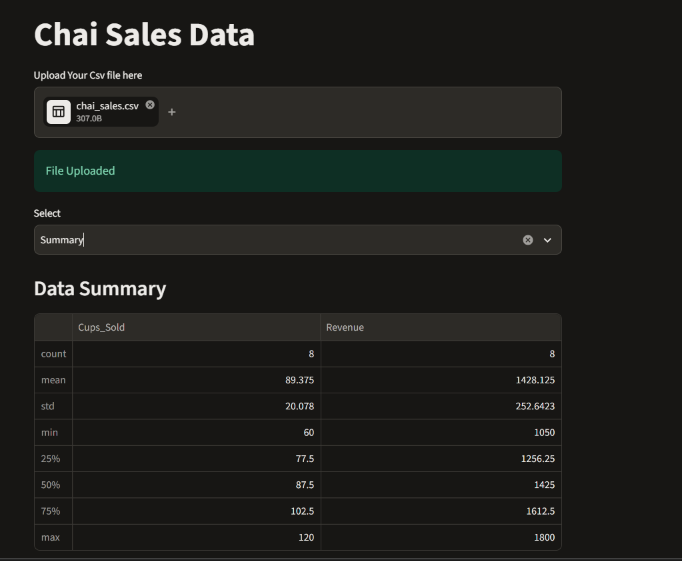 Chai Sales Data
Upload Your Csv file here
chai_sales.csv
307.0B
File Uploaded
Select
Summary
Data Summary
Cups_Sold Revenue
count 8 8
mean 89.375 1428.125
std 20.078 252.6423
min 60 1050
25% 77.5 1256.25
50% 87.5 1425
75% 102.5 1612.5
max 120 1800